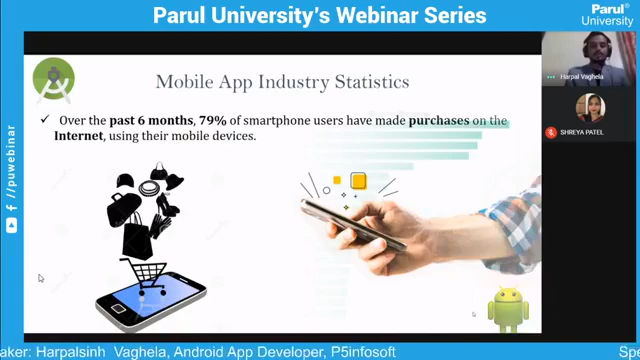 Parul University's Webinar Series
Parul®
University
Mobile App Industry Statistics
✓ Over the past 6 months, 79% of smartphone users have made purchases on the
Internet, using their mobile devices.
Harpal Vaghela
SHREYA PATEL
//puwebinar
aker: Harpalsinh Vaghela, Android App Developer, P5infosoft
Spe